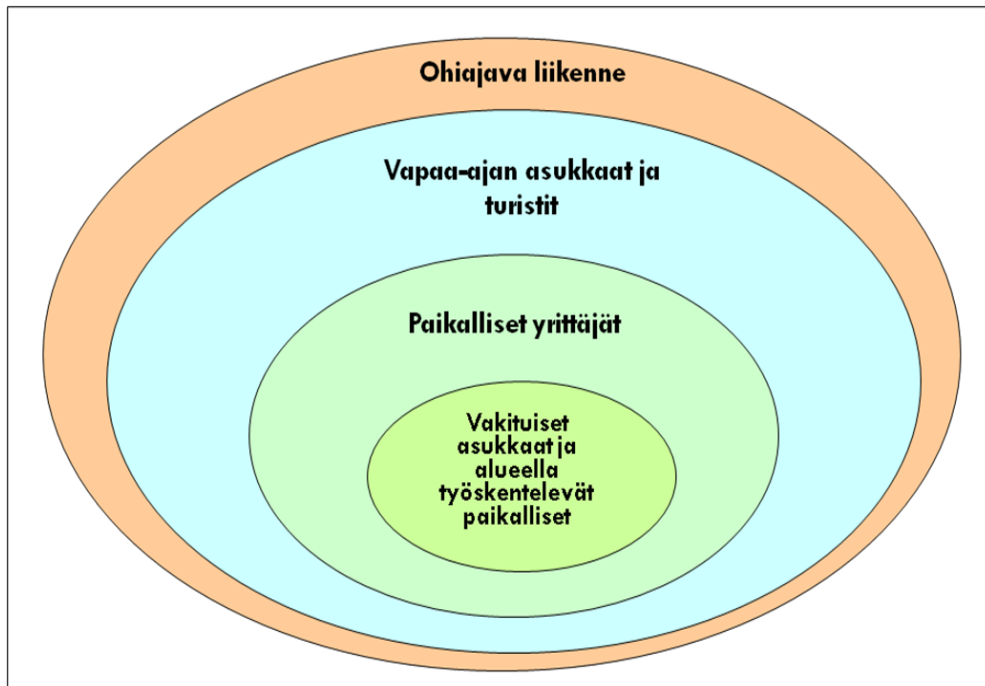 Ohiajava liikenne
Vapaa-ajan asukkaat ja
turistit
Paikalliset yrittäjät
Vakituiset
asukkaat ja
alueella
työskentelevät
paikalliset